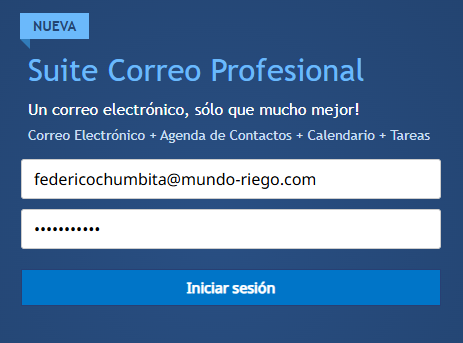 NUEVA
Suite Correo Profesional
Un correo electrónico, sólo que mucho mejor!
Correo Electrónico + Agenda de Contactos + Calendario + Tareas
federicochumbita@mundo-riego.com
•••••••••••
Iniciar sesión